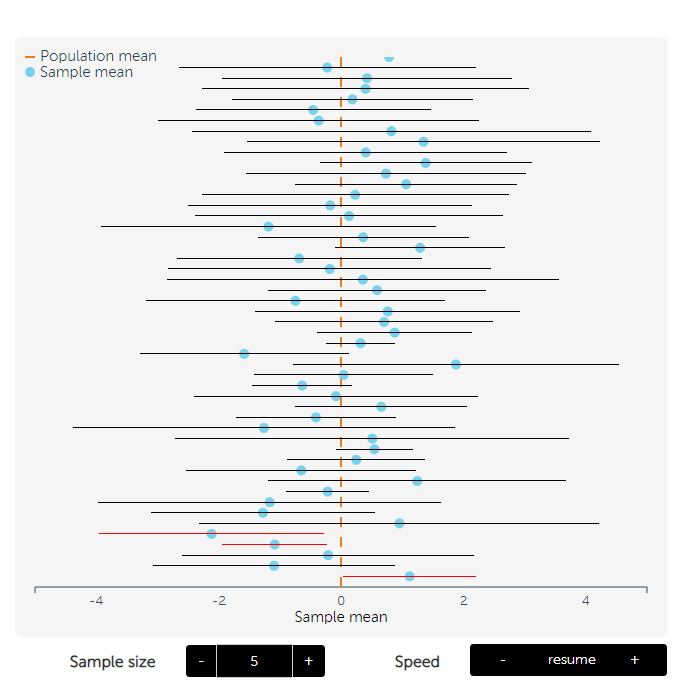 Population mean
Sample mean
-4 -2 0 2 4
Sample mean
Sample size - 5 + Speed - resume +